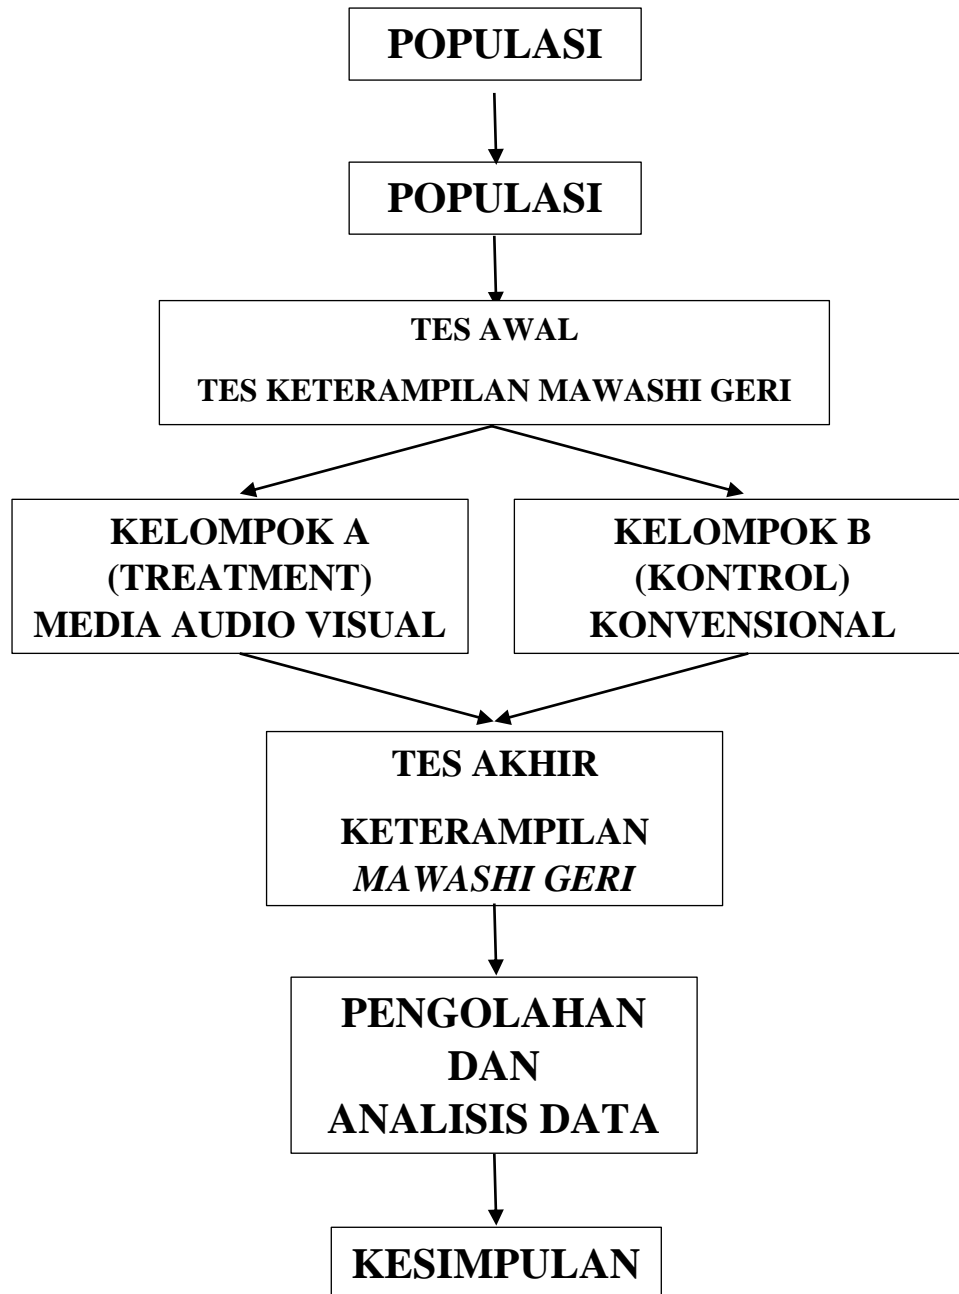 POPULASI
POPULASI
TES AWAL
TES KETERAMPILAN MAWASHI GERI
KELOMPOK A
(TREATMENT)
MEDIA AUDIO VISUAL
KELOMPOK B
(KONTROL)
KONVENSIONAL
TES AKHIR
KETERAMPILAN
MAWASHI GERI
PENGOLAHAN
DAN
ANALISIS DATA
KESIMPULAN